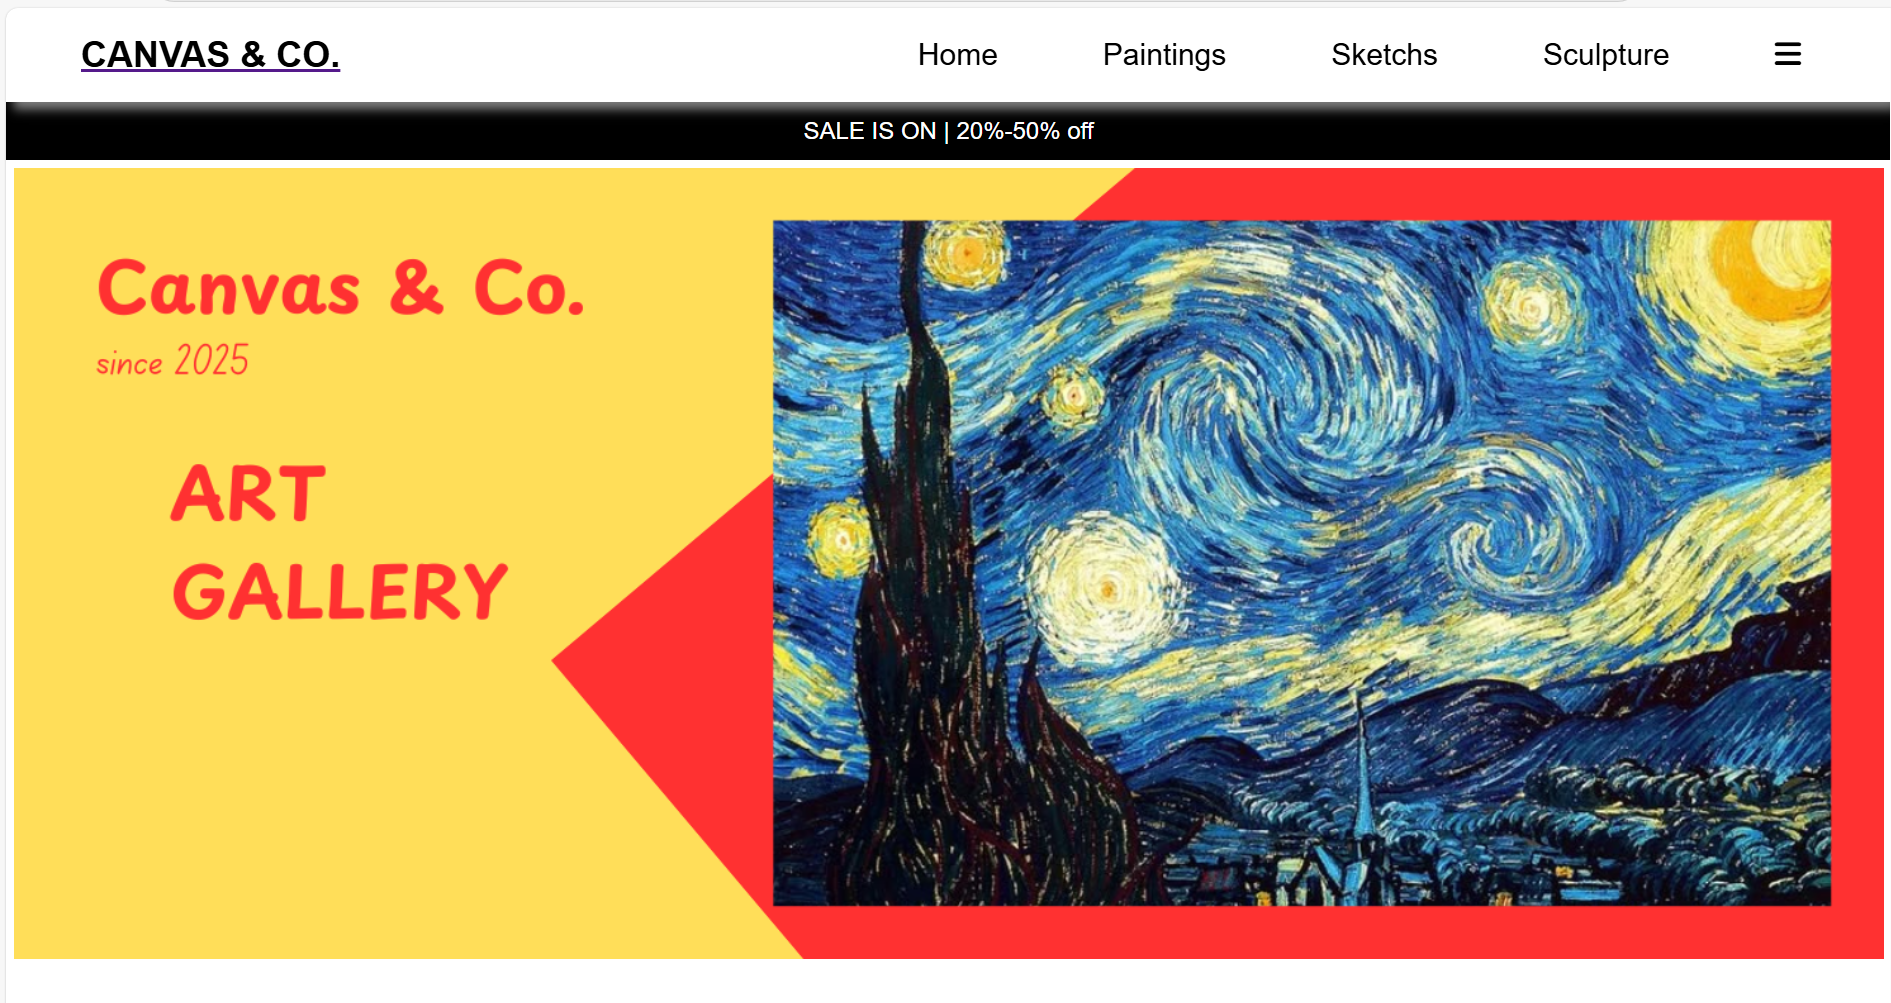 CANVAS & CO.
Home Paintings Sketchs Sculpture
SALE IS ON | 20%-50% off
Canvas & Co.
since 2025
ART
GALLERY